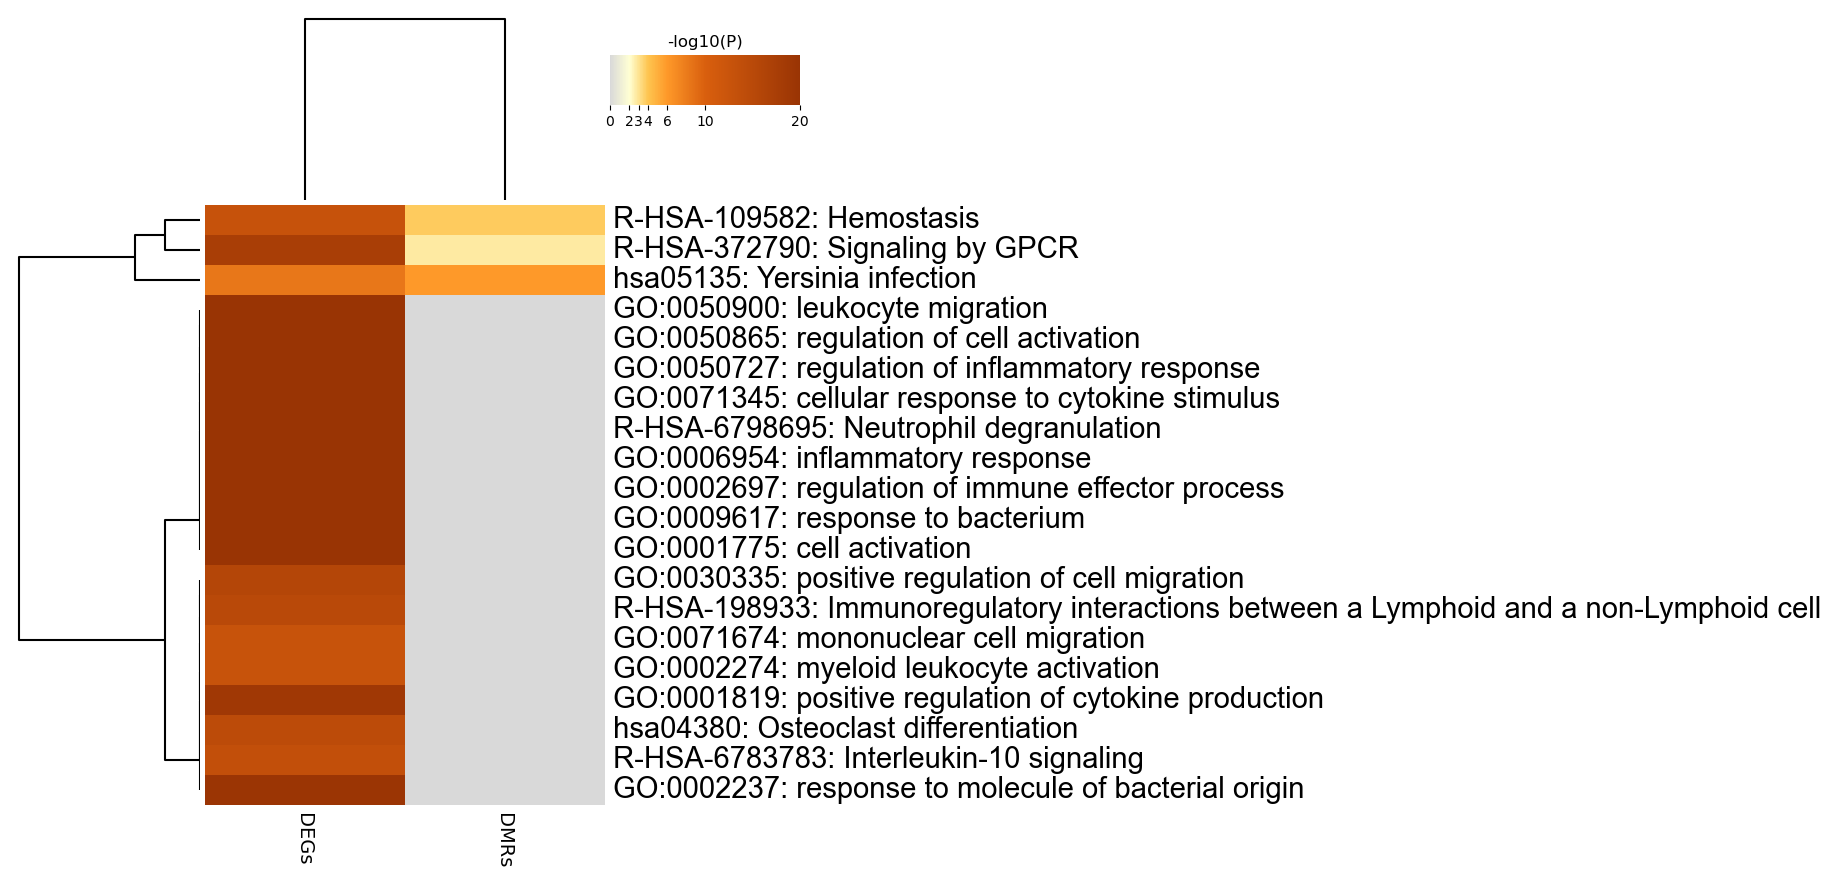 -log10(P)
0 2 3 4 6 10 20
R-HSA-109582: Hemostasis
R-HSA-372790: Signaling by GPCR
hsa05135: Yersinia infection
GO:0050900: leukocyte migration
GO:0050865: regulation of cell activation
GO:0050727: regulation of inflammatory response
GO:0071345: cellular response to cytokine stimulus
R-HSA-6798695: Neutrophil degranulation
GO:0006954: inflammatory response
GO:0002697: regulation of immune effector process
GO:0009617: response to bacterium
GO:0001775: cell activation
GO:0030335: positive regulation of cell migration
R-HSA-198933: Immunoregulatory interactions between a Lymphoid and a non-Lymphoid cell
GO:0071674: mononuclear cell migration
GO:0002274: myeloid leukocyte activation
GO:0001819: positive regulation of cytokine production
hsa04380: Osteoclast differentiation
R-HSA-6783783: Interleukin-10 signaling
GO:0002237: response to molecule of bacterial origin
DEGs
DMRs